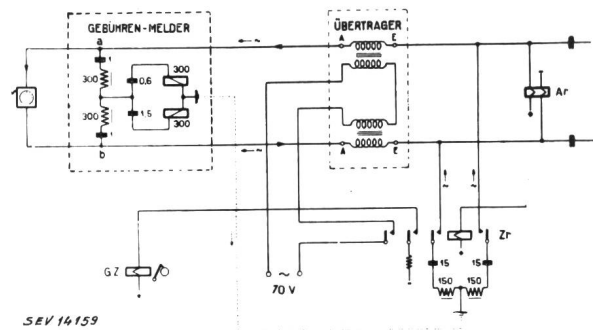 GEBÜHREN-MELDER
ÜBERTRAGER
a
1
300
0,6
300
300
1,5
300
1
b
A
E
A
E
Ar
GZ
~
70 V
Zr
15
15
150
150
SEV 14159